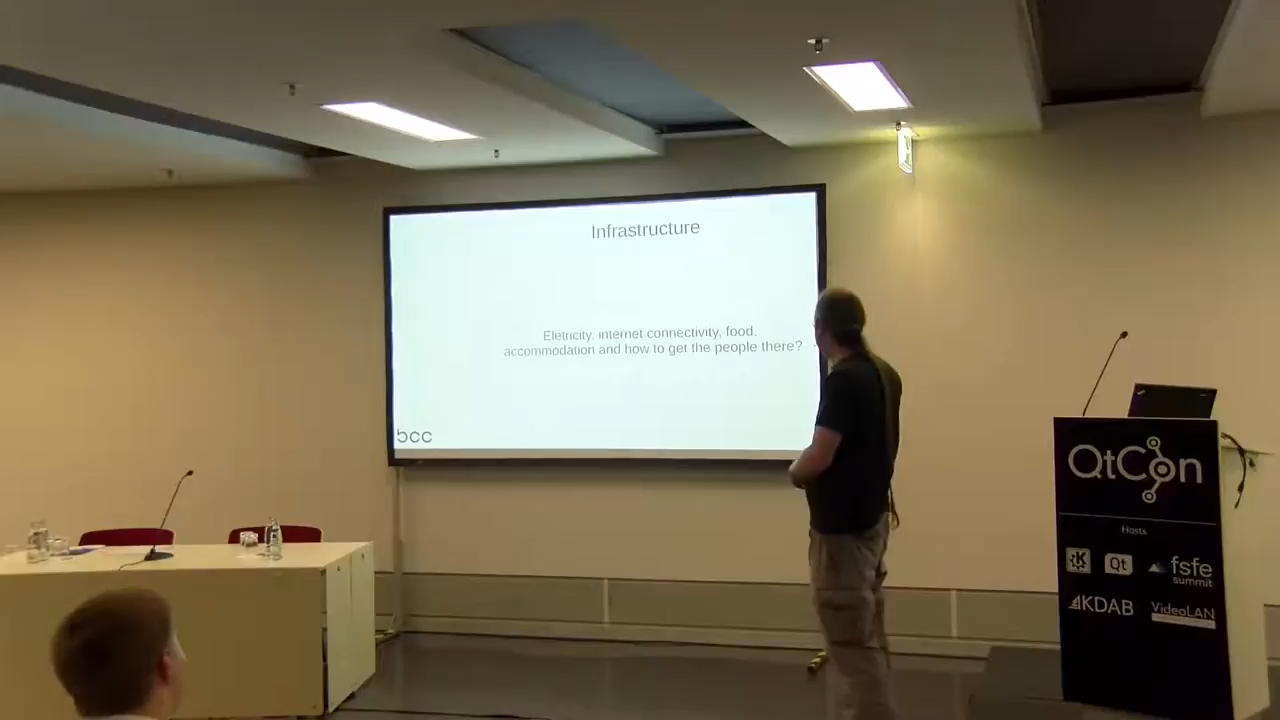 Infrastructure
Eletricity, internet connectivity, food,
accommodation and how to get the people there?
bcc
QtCon
Hosts
K
Qt
fsfe
summit
KDAB
VideoLAN